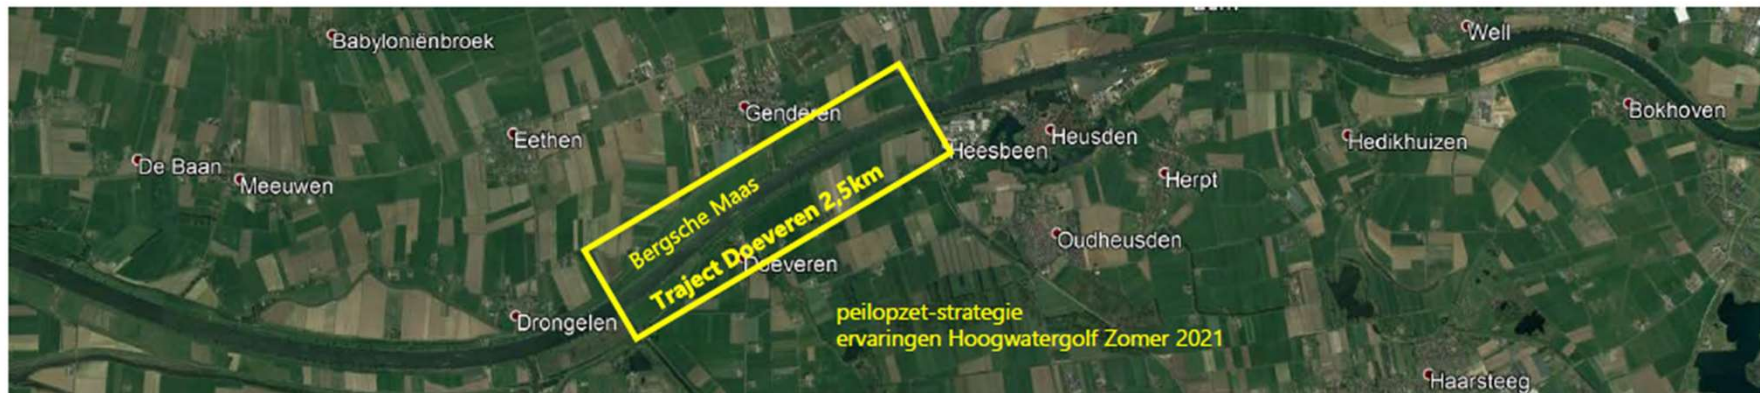 Babyloniënbroek
Well
Genderen
Bokhoven
Eethen
Heusden
Hedikhuizen
Heesbeen
De Baan
Meeuwen
Herpt
Bergsche Maas
Traject Doeveren 2,5km
Oudheusden
Doeveren
peilopzet-strategie
ervaringen Hoogwatergolf Zomer 2021
Drongelen
Haarsteeg